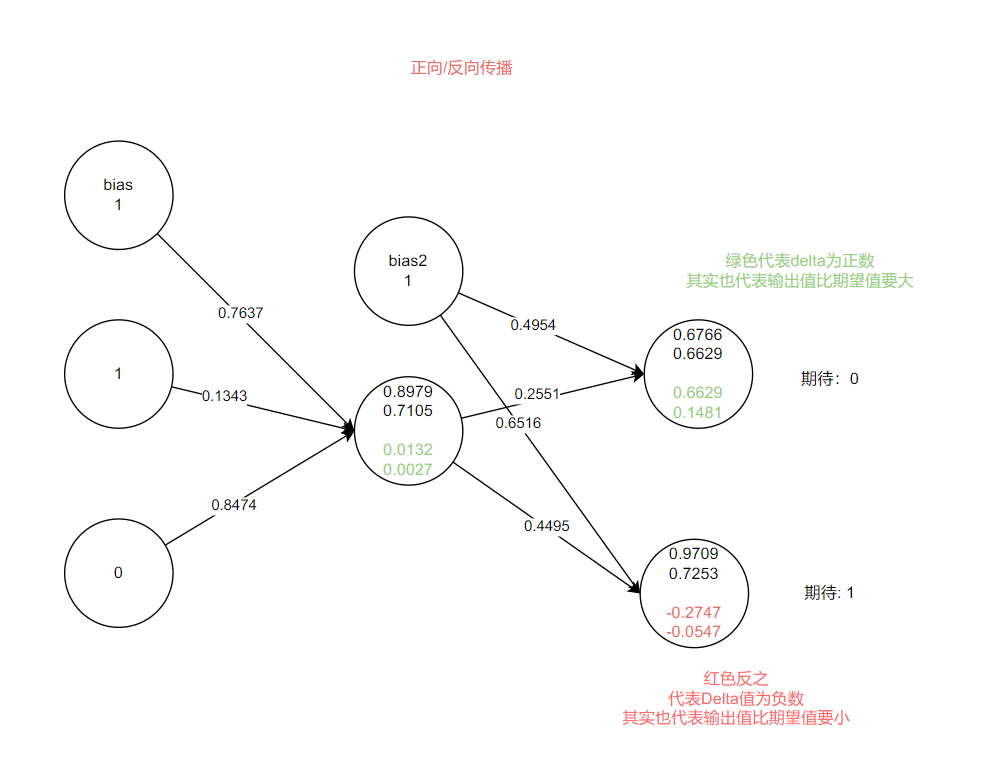 正向/反向传播
bias
1
0.7637
bias2
1
绿色代表delta为正数
其实也代表输出值比期望值要大
0.4954
0.6766
0.6629
0.6629
0.1481
期待：0
1
0.1343
0.8979
0.7105
0.0132
0.0027
0.2551
0.6516
0.8474
0.4495
0
0.9709
0.7253
-0.2747
-0.0547
期待: 1
红色反之
代表Delta值为负数
其实也代表输出值比期望值要小